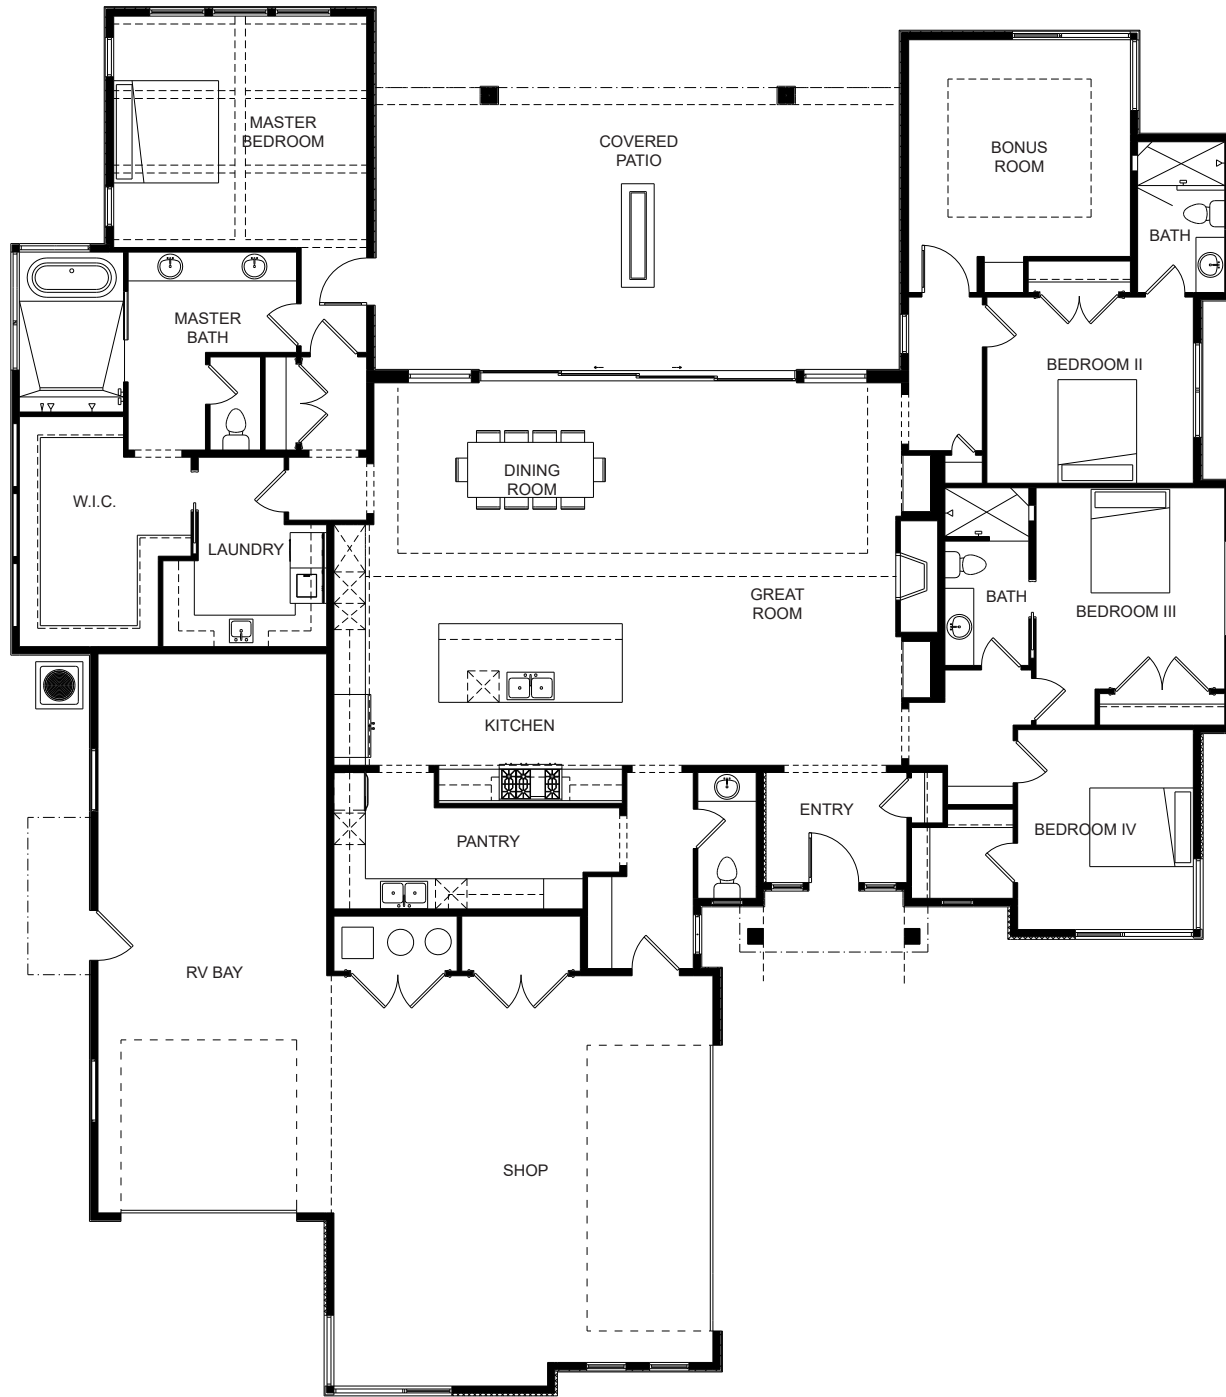 MASTER
BEDROOM
COVERED
PATIO
BONUS
ROOM
BATH
MASTER
BATH
BEDROOM II
DINING
ROOM
W.I.C.
LAUNDRY
GREAT
ROOM
BATH
BEDROOM III
KITCHEN
ENTRY
PANTRY
BEDROOM IV
RV BAY
SHOP